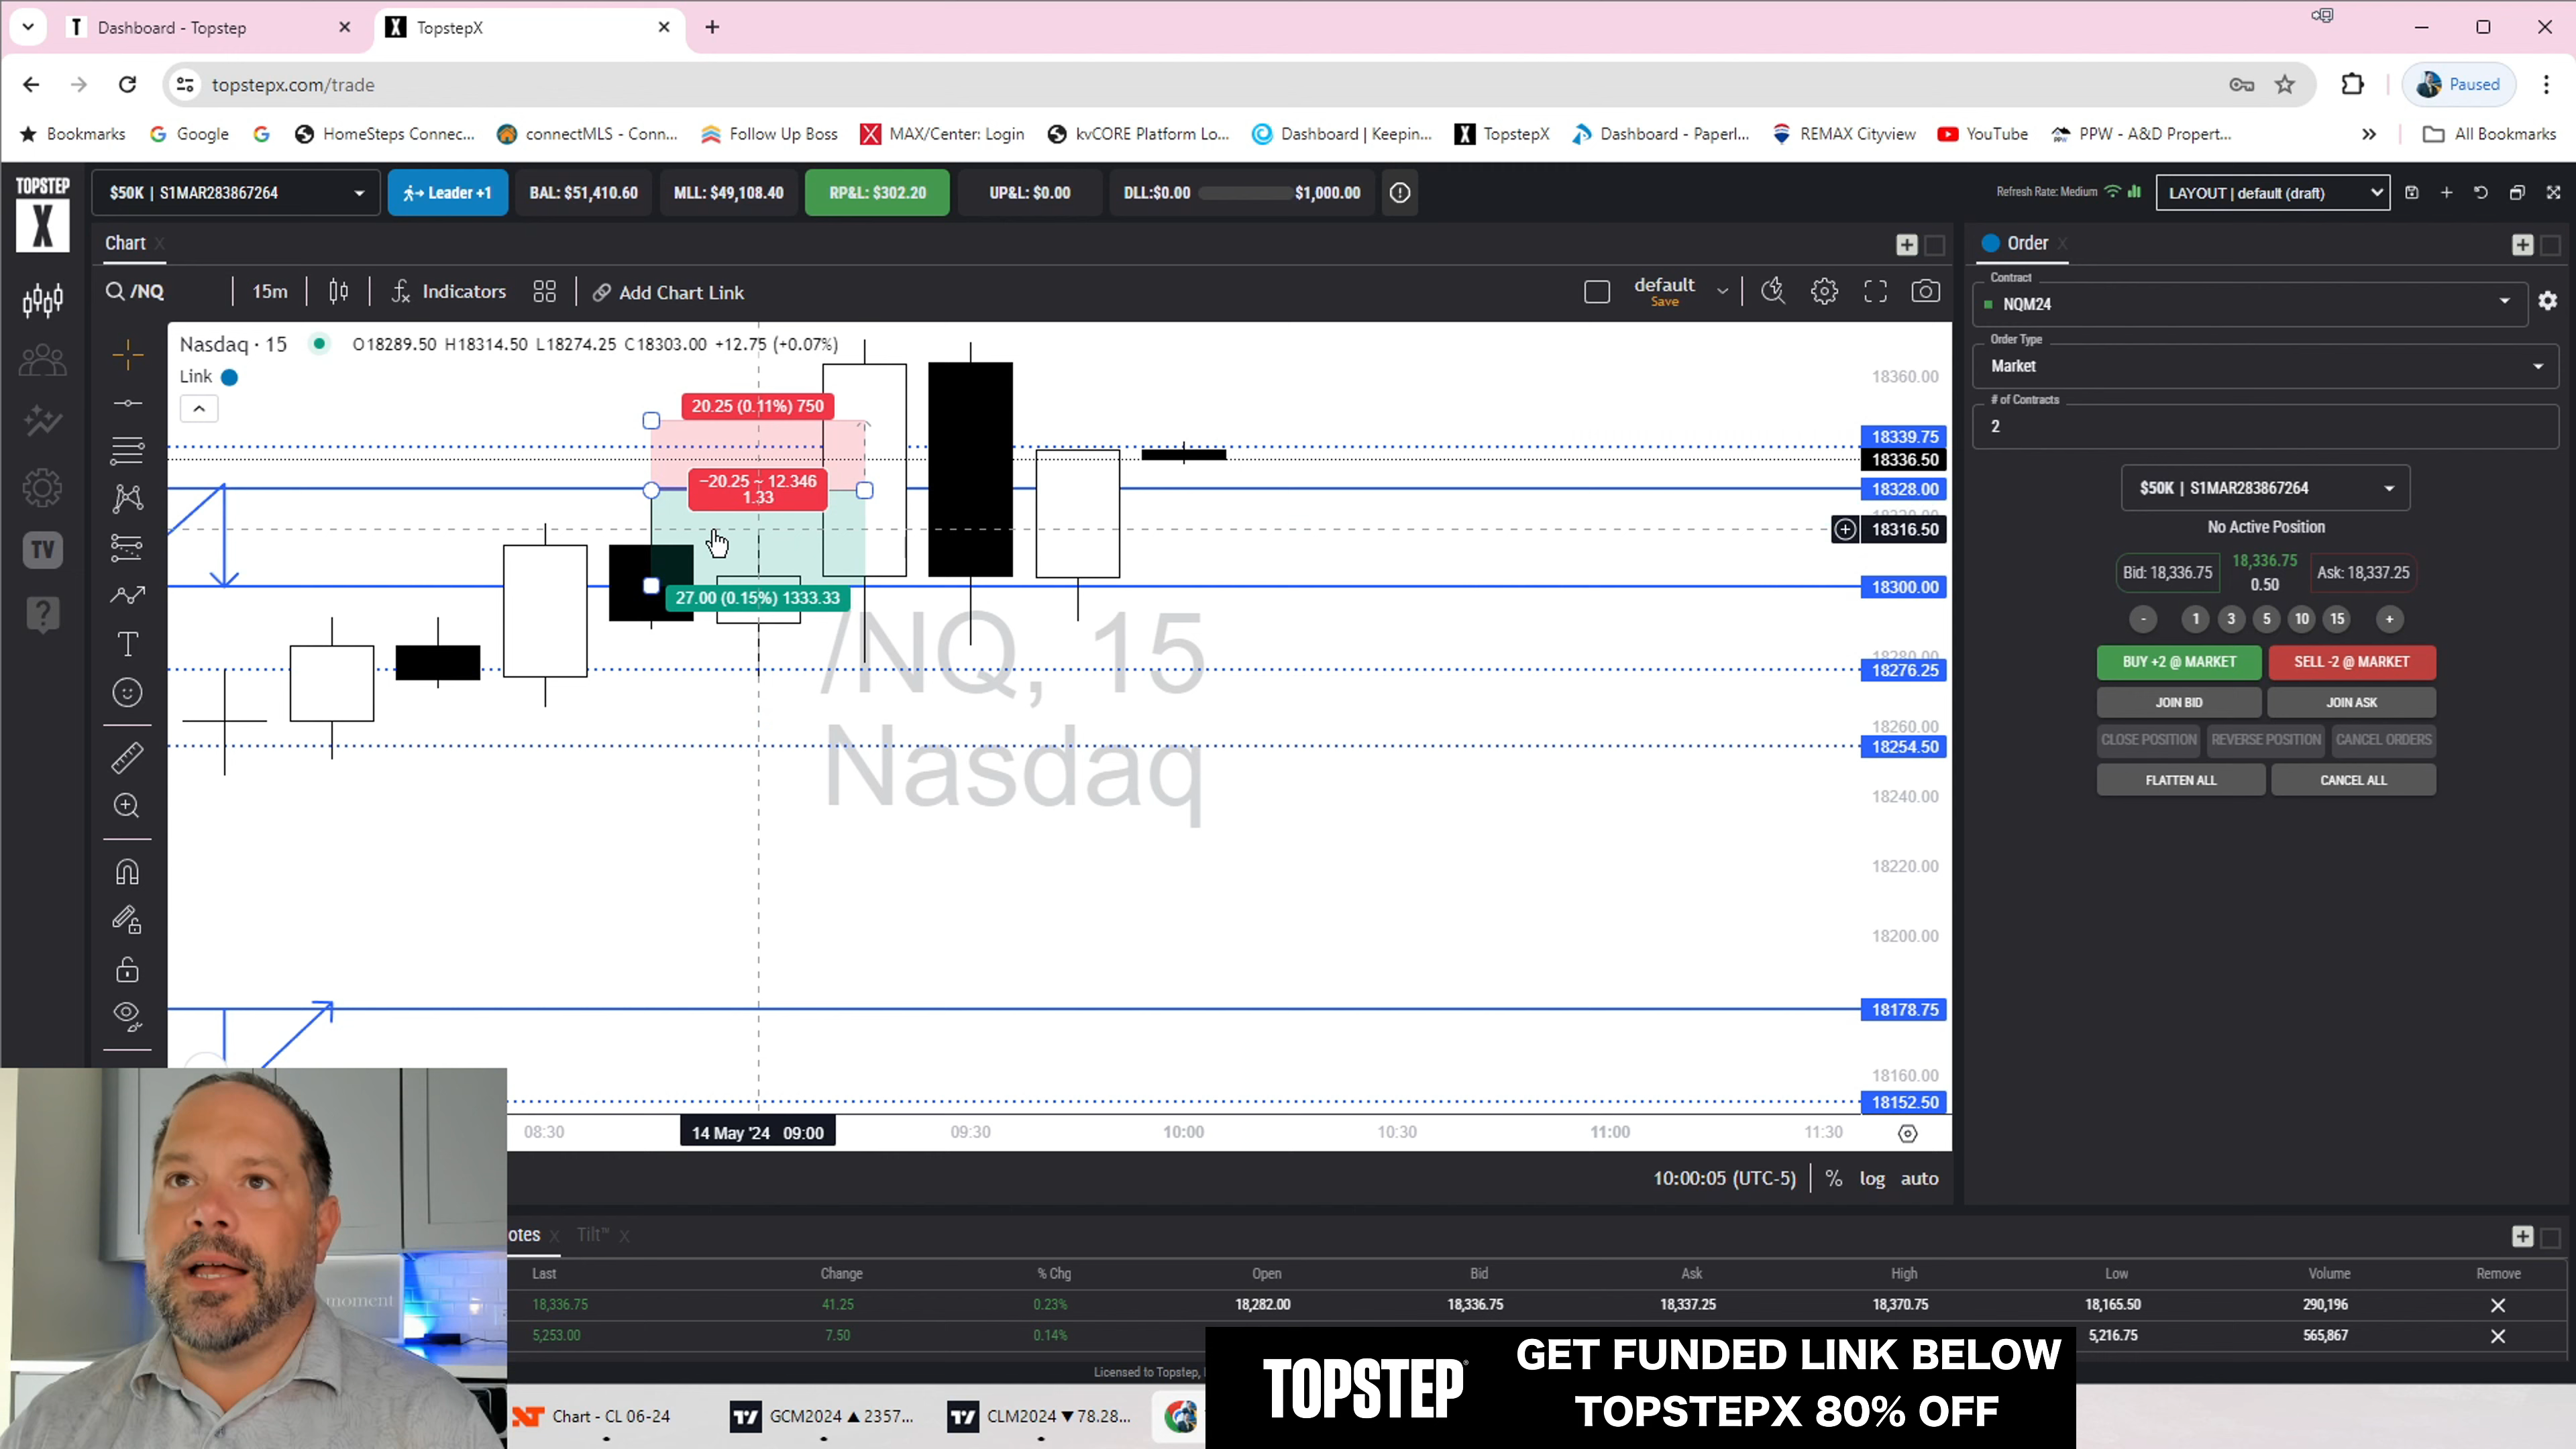 Dashboard - Topstep
TopstepX
topstepx.com/trade
Paused
Bookmarks
Google
HomeSteps Connec...
connectMLS - Conn...
Follow Up Boss
MAX/Center: Login
kvCORE Platform Lo...
Dashboard | Keepin...
TopstepX
Dashboard - Paperl...
REMAX Cityview
YouTube
PPW - A&D Propert...
All Bookmarks
TOPSTEP
X
$50K | S1MAR283867264
Leader +1
BAL: $51,410.60
MLL: $49,108.40
RP&L: $302.20
UP&L: $0.00
DLL:$0.00
$1,000.00
Refresh Rate: Medium
LAYOUT | default (draft)
Chart
/NQ
15m
Indicators
Add Chart Link
default
Save
Nasdaq · 15
O18289.50 H18314.50 L18274.25 C18303.00 +12.75 (+0.07%)
Link
20.25 (0.11%) 750
−20.25 ~ 12.346
1.33
27.00 (0.15%) 1333.33
/NQ, 15
Nasdaq
18360.00
18339.75
18336.50
18328.00
18316.50
18300.00
18280.00
18276.25
18260.00
18254.50
18240.00
18220.00
18200.00
18178.75
18160.00
18152.50
08:30
14 May '24 09:00
09:30
10:00
10:30
11:00
11:30
10:00:05 (UTC-5)
%
log
auto
TV
Order
Contract
NQM24
Order Type
Market
# of Contracts
2
$50K | S1MAR283867264
No Active Position
Bid: 18,336.75
18,336.75
0.50
Ask: 18,337.25
- 1 3 5 10 15 +
BUY +2 @ MARKET
SELL -2 @ MARKET
JOIN BID
JOIN ASK
CLOSE POSITION
REVERSE POSITION
CANCEL ORDERS
FLATTEN ALL
CANCEL ALL
otes
Tilt™
Last Change % Chg Open Bid Ask High Low Volume Remove
18,336.75 41.25 0.23% 18,282.00 18,336.75 18,337.25 18,370.75 18,165.50 290,196
5,253.00 7.50 0.14% 5,216.75 565,867
Licensed to Topstep,
moment
Chart - CL 06-24
GCM2024 ▲ 2357...
CLM2024 ▼ 78.28...
TOPSTEP
GET FUNDED LINK BELOW
TOPSTEPX 80% OFF